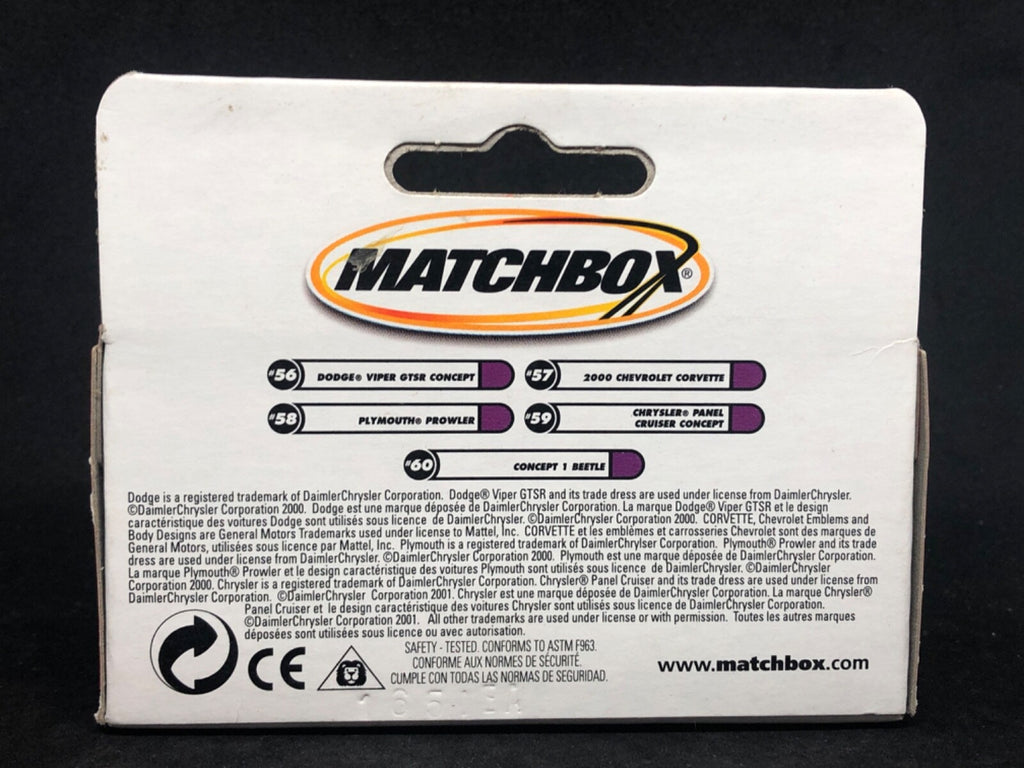 MATCHBOX®
#56 DODGE® VIPER GTSR CONCEPT
#57 2000 CHEVROLET CORVETTE
#58 PLYMOUTH® PROWLER
#59 CHRYSLER® PANEL
CRUISER CONCEPT
#60 CONCEPT 1 BEETLE
Dodge is a registered trademark of DaimlerChrysler Corporation. Dodge® Viper GTSR and its trade dress are used under license from DaimlerChrysler.
©DaimlerChrysler Corporation 2000. Dodge est une marque déposée de DaimlerChrysler Corporation. La marque Dodge® Viper GTSR et le design
caractéristique des voitures Dodge sont utilisés sous licence de DaimlerChrysler. ©DaimlerChrysler Corporation 2000. CORVETTE, Chevrolet Emblems and
Body Designs are General Motors Trademarks used under license to Mattel, Inc. CORVETTE et les emblèmes et carrosseries Chevrolet sont des marques de
General Motors, utilisées sous licence par Mattel, Inc. Plymouth is a registered trademark of DaimlerChrysler Corporation. Plymouth® Prowler and its trade
dress are used under license from DaimlerChrysler. ©DaimlerChrysler Corporation 2000. Plymouth est une marque déposée de DaimlerChrysler Corporation.
La marque Plymouth® Prowler et le design caractéristique des voitures Plymouth sont utilisés sous licence de DaimlerChrysler. ©DaimlerChrysler
Corporation 2000. Chrysler is a registered trademark of DaimlerChrysler Corporation. Chrysler® Panel Cruiser and its trade dress are used under license from
DaimlerChrysler Corporation. ©DaimlerChrysler Corporation 2001. Chrysler est une marque déposée de DaimlerChrysler Corporation. La marque Chrysler®
Panel Cruiser et le design caractéristique des voitures Chrysler sont utilisés sous licence de DaimlerChrysler Corporation.
©DaimlerChrysler Corporation 2001. All other trademarks are used under license or with permission. Toutes les autres marques
déposées sont utilisées sous licence ou avec autorisation.
SAFETY - TESTED. CONFORMS TO ASTM F963.
CONFORME AUX NORMES DE SÉCURITÉ.
CUMPLE CON TODAS LAS NORMAS DE SEGURIDAD.
CE
www.matchbox.com